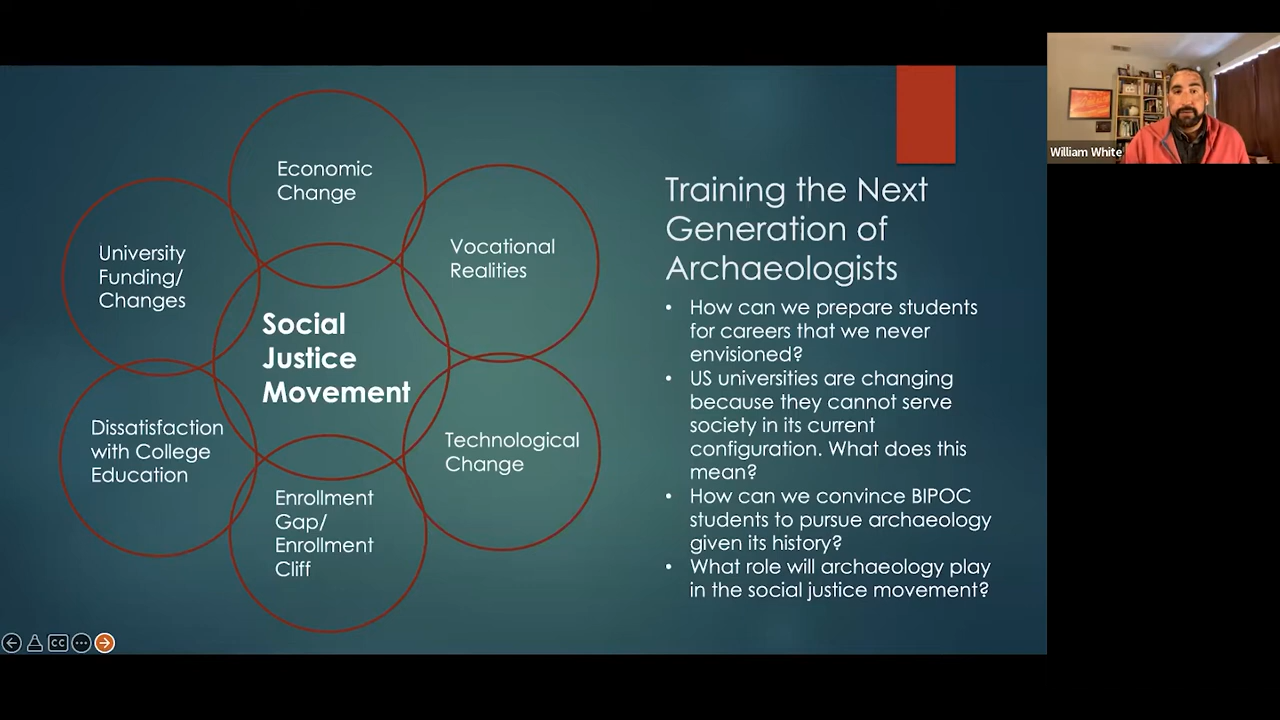 Economic
Change
University
Funding/
Changes
Vocational
Realities
Social
Justice
Movement
Dissatisfaction
with College
Education
Technological
Change
Enrollment
Gap/
Enrollment
Cliff
Training the Next
Generation of
Archaeologists
• How can we prepare students
for careers that we never
envisioned?
• US universities are changing
because they cannot serve
society in its current
configuration. What does this
mean?
• How can we convince BIPOC
students to pursue archaeology
given its history?
• What role will archaeology play
in the social justice movement?
William White
CC